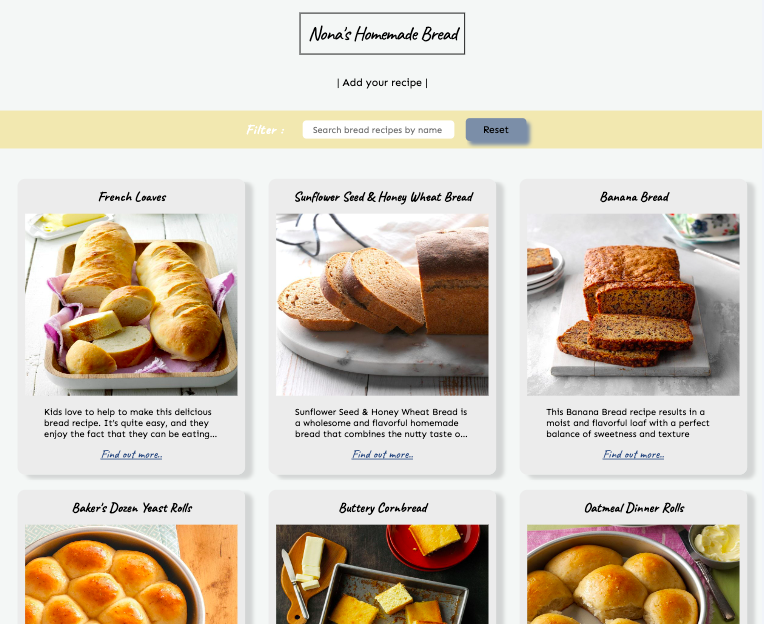 Nona's Homemade Bread
| Add your recipe |
Filter :
Search bread recipes by name
Reset
French Loaves
Sunflower Seed & Honey Wheat Bread
Banana Bread
Kids love to help to make this delicious
bread recipe. It's quite easy, and they
enjoy the fact that they can be eating...
Find out more..
Sunflower Seed & Honey Wheat Bread is
a wholesome and flavorful homemade
bread that combines the nutty taste o...
Find out more..
This Banana Bread recipe results in a
moist and flavorful loaf with a perfect
balance of sweetness and texture
Find out more..
Baker's Dozen Yeast Rolls
Buttery Cornbread
Oatmeal Dinner Rolls